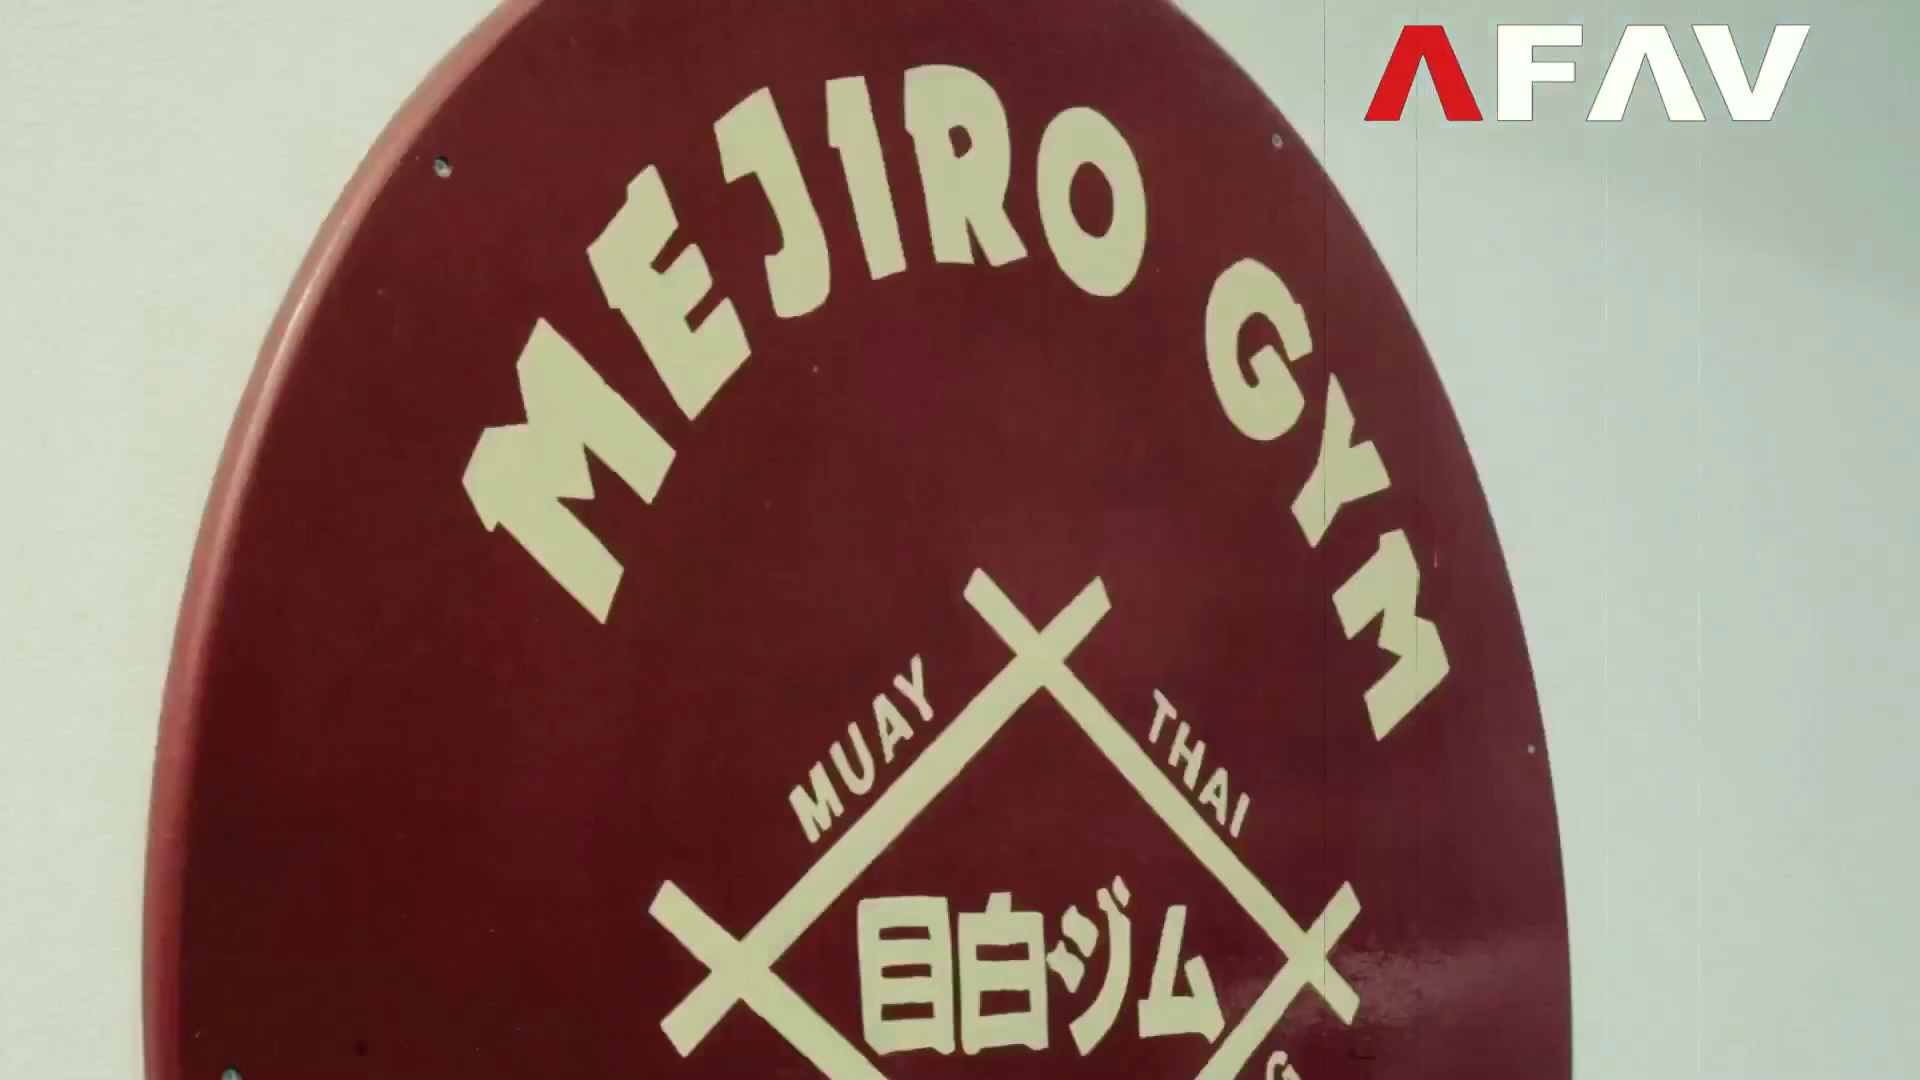 AFAV
MEJIRO GYM
MUAY THAI
目白ジム